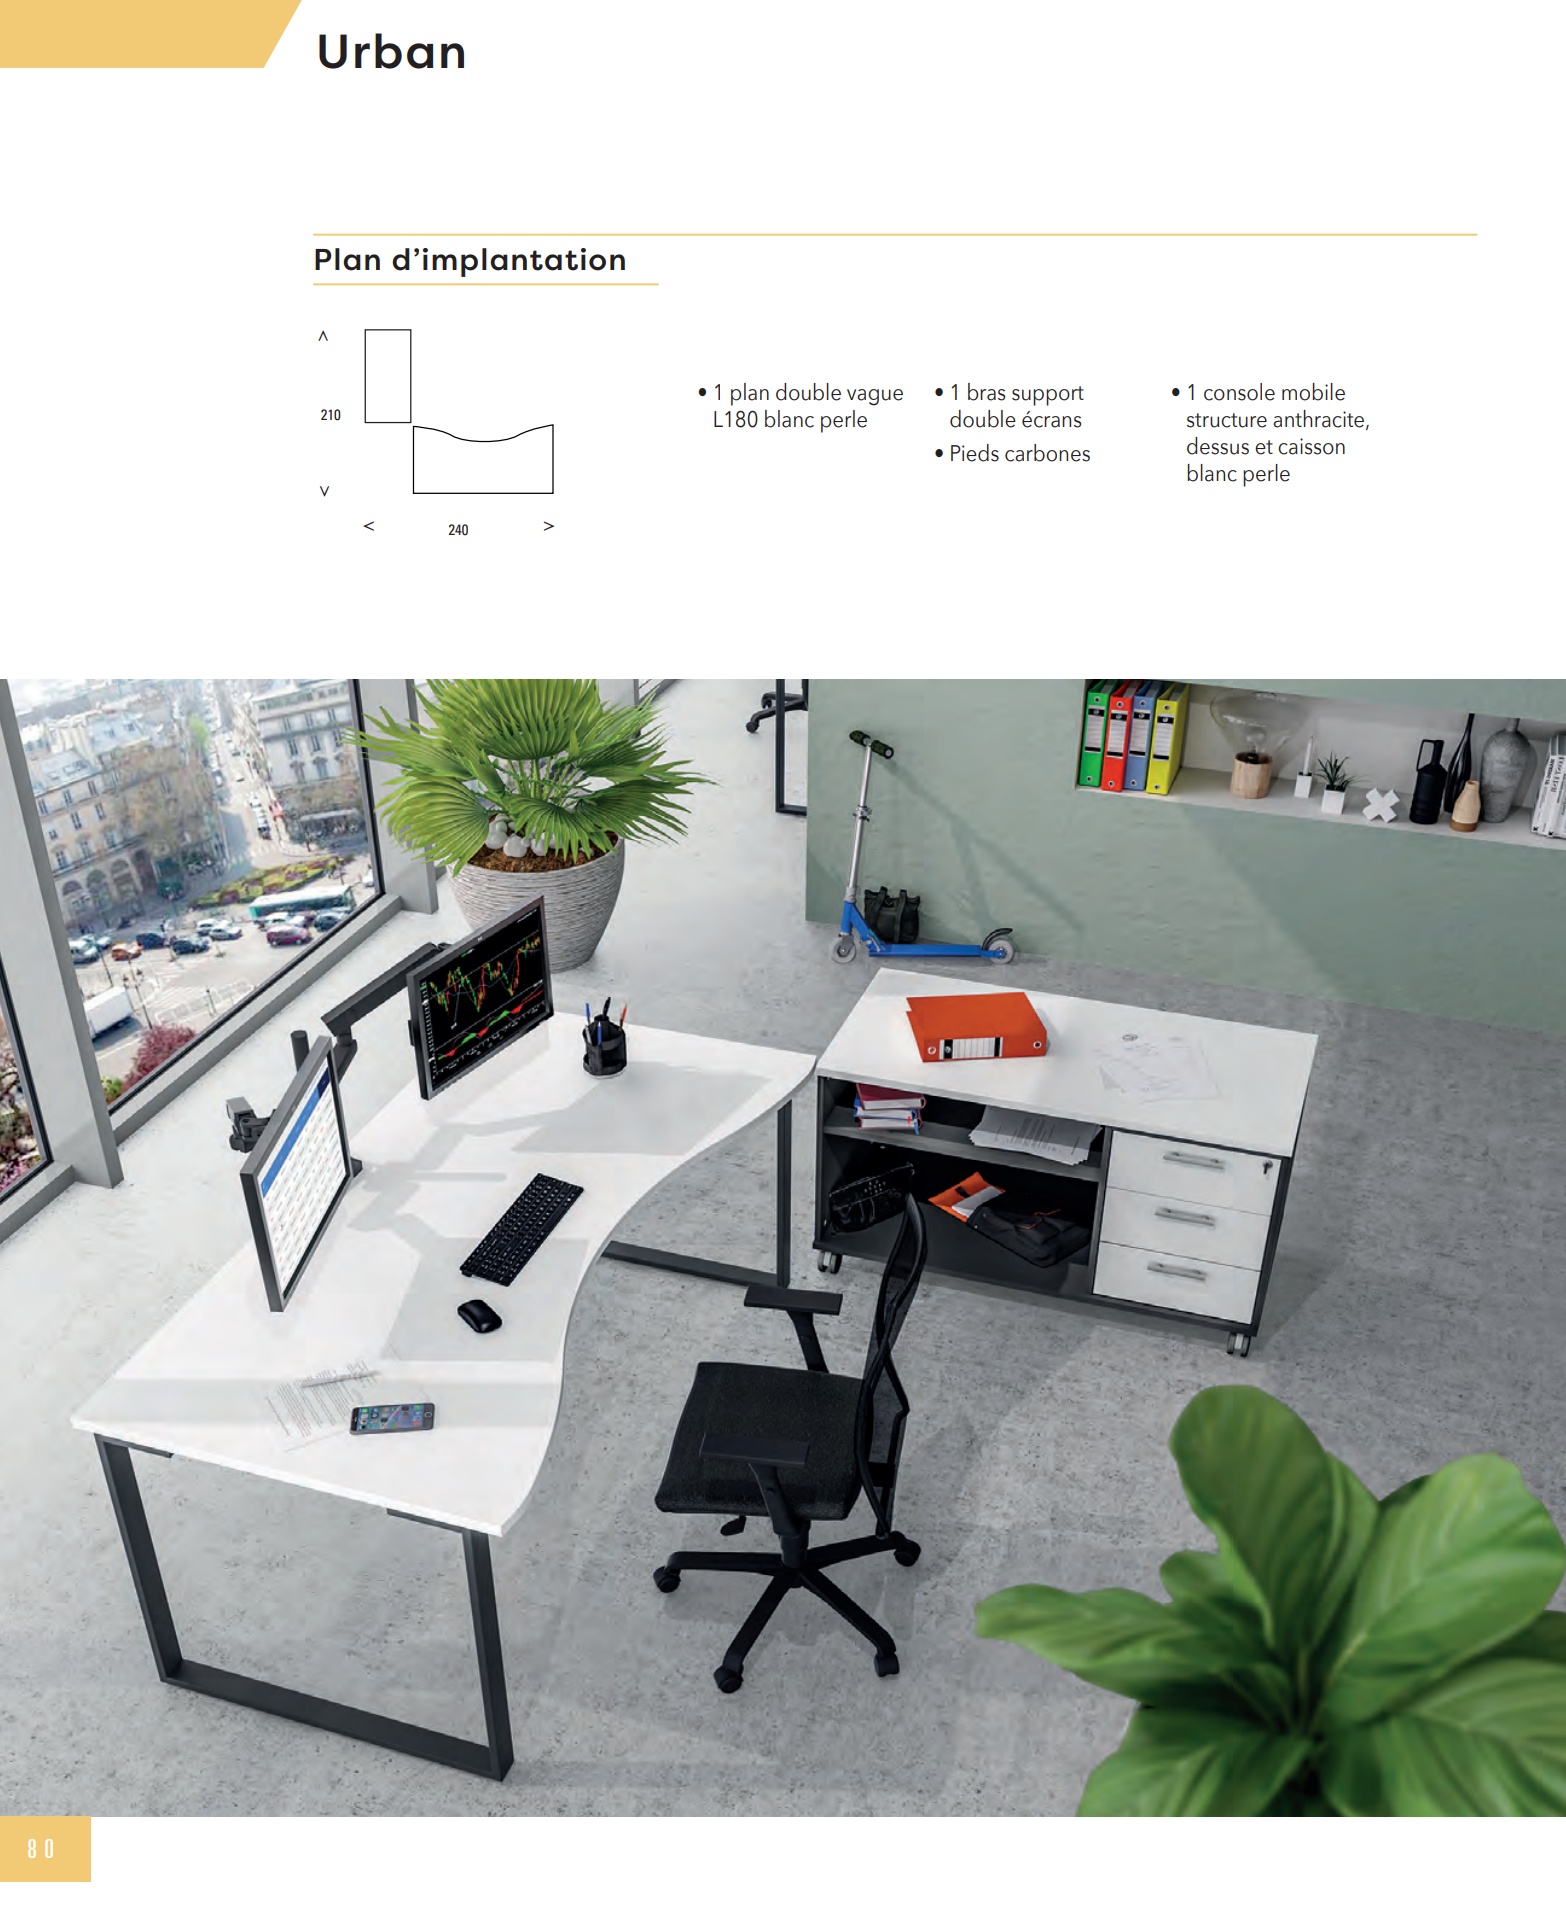 Urban
Plan d’implantation
210
240
• 1 plan double vague
L180 blanc perle
• 1 bras support
double écrans
• Pieds carbones
• 1 console mobile
structure anthracite,
dessus et caisson
blanc perle
80